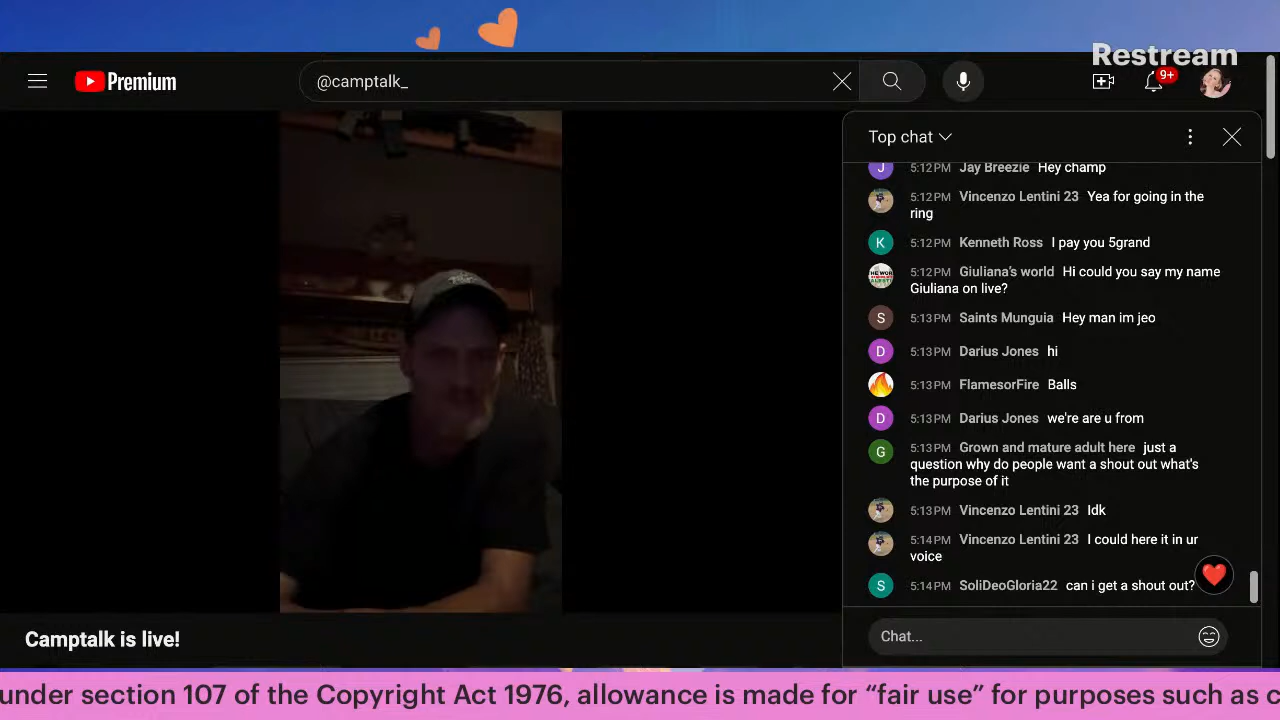 Restream
Premium
@camptalk_
9+
Top chat
J 5:12 PM Jay Breezie Hey champ
5:12 PM Vincenzo Lentini 23 Yea for going in the
ring
K 5:12 PM Kenneth Ross I pay you 5grand
5:12 PM Giuliana's world Hi could you say my name
Giuliana on live?
S 5:13 PM Saints Munguia Hey man im jeo
D 5:13 PM Darius Jones hi
5:13 PM FlamesorFire Balls
D 5:13 PM Darius Jones we're are u from
G 5:13 PM Grown and mature adult here just a
question why do people want a shout out what's
the purpose of it
5:13 PM Vincenzo Lentini 23 Idk
5:14 PM Vincenzo Lentini 23 I could here it in ur
voice
S 5:14 PM SoliDeoGloria22 can i get a shout out?
Chat...
Camptalk is live!
under section 107 of the Copyright Act 1976, allowance is made for “fair use” for purposes such as c